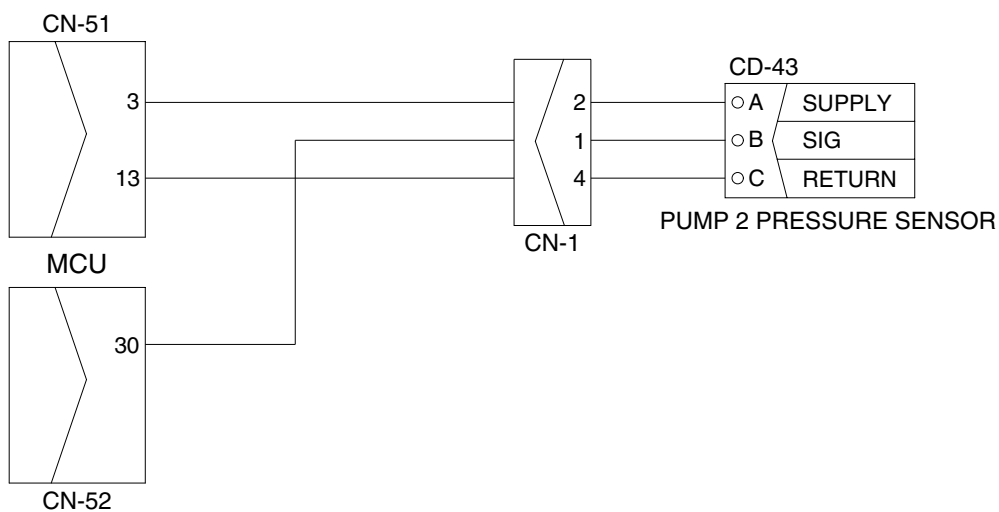 CN-51
3
13
MCU
30
CN-52
2
1
4
CN-1
CD-43
A SUPPLY
B SIG
C RETURN
PUMP 2 PRESSURE SENSOR